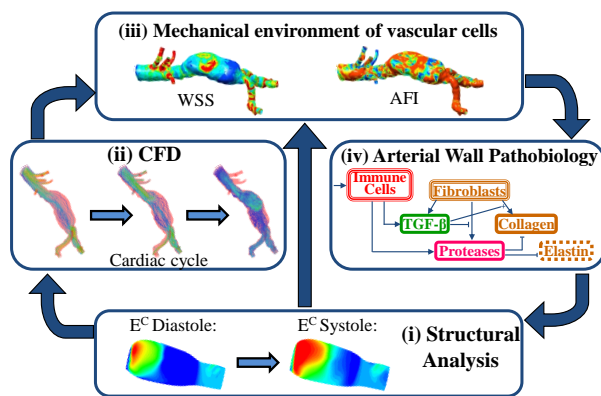 (iii) Mechanical environment of vascular cells
WSS
AFI
(ii) CFD
Cardiac cycle
(iv) Arterial Wall Pathobiology
Immune
Cells
Fibroblasts
TGF-β
Collagen
Proteases
Elastin
E^C Diastole:
E^C Systole:
(i) Structural
Analysis